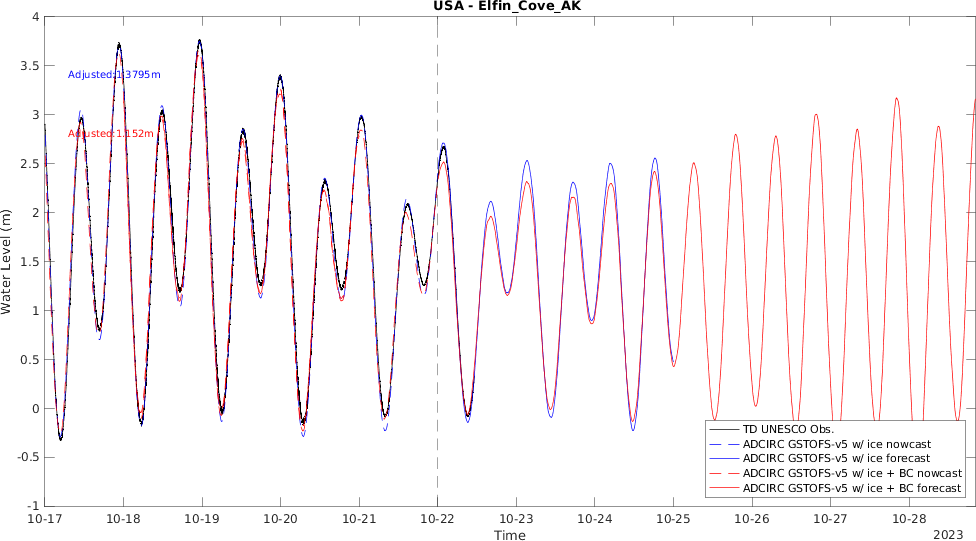 USA - Elfin_Cove_AK
4
3.5
3
2.5
2
1.5
1
0.5
0
-0.5
-1
Water Level (m)
Adjusted:1.3795m
Adjusted:1.152m
TD UNESCO Obs.
ADCIRC GSTOFS-v5 w/ ice nowcast
ADCIRC GSTOFS-v5 w/ ice forecast
ADCIRC GSTOFS-v5 w/ ice + BC nowcast
ADCIRC GSTOFS-v5 w/ ice + BC forecast
10-17 10-18 10-19 10-20 10-21 10-22 10-23 10-24 10-25 10-26 10-27 10-28
Time
2023